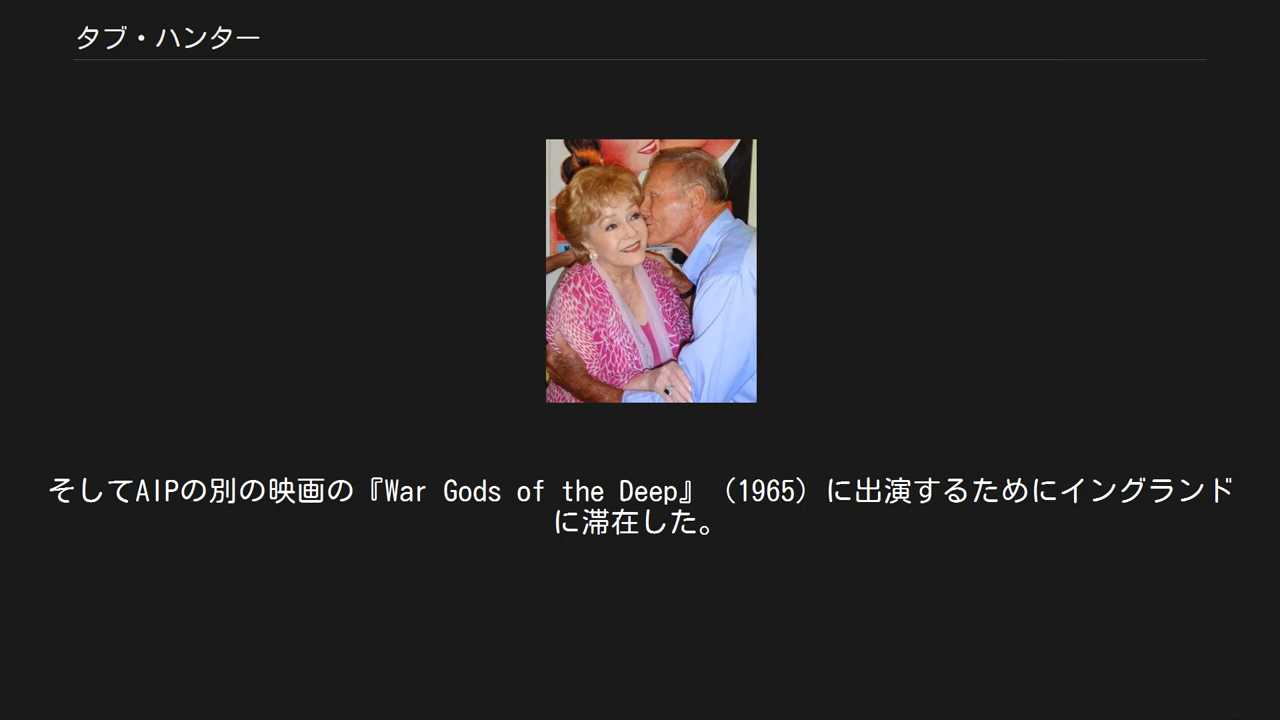 タブ・ハンター
そしてAIPの別の映画の『War Gods of the Deep』（1965）に出演するためにイングランド
に滞在した。